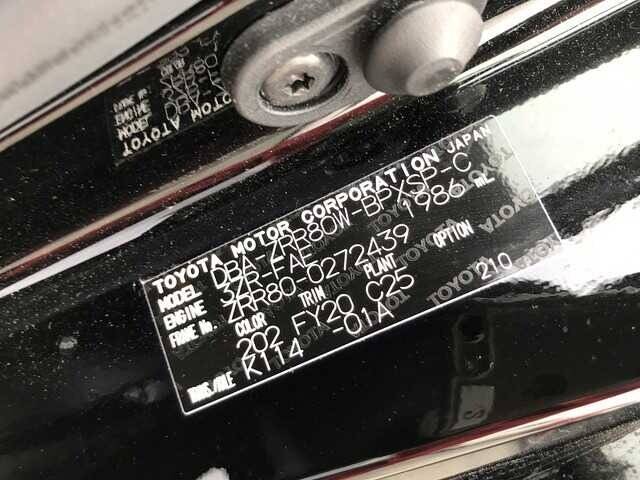 TOYOTA MOTOR CORPORATION JAPAN
MODEL DBA-ZRR80W-BPXSP-C
ENGINE 3ZR-FAE 1986 mL
FRAME No. ZRR80-0272439
COLOR TRIM PLANT OPTION
202 FY20 C25 210
TRANS/AXLE K114 -01A